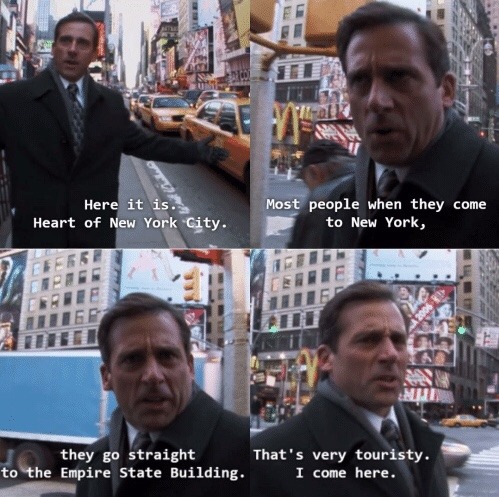 Here it is.
Heart of New York City.
Most people when they come
to New York,
they go straight
to the Empire State Building.
That's very touristy.
I come here.